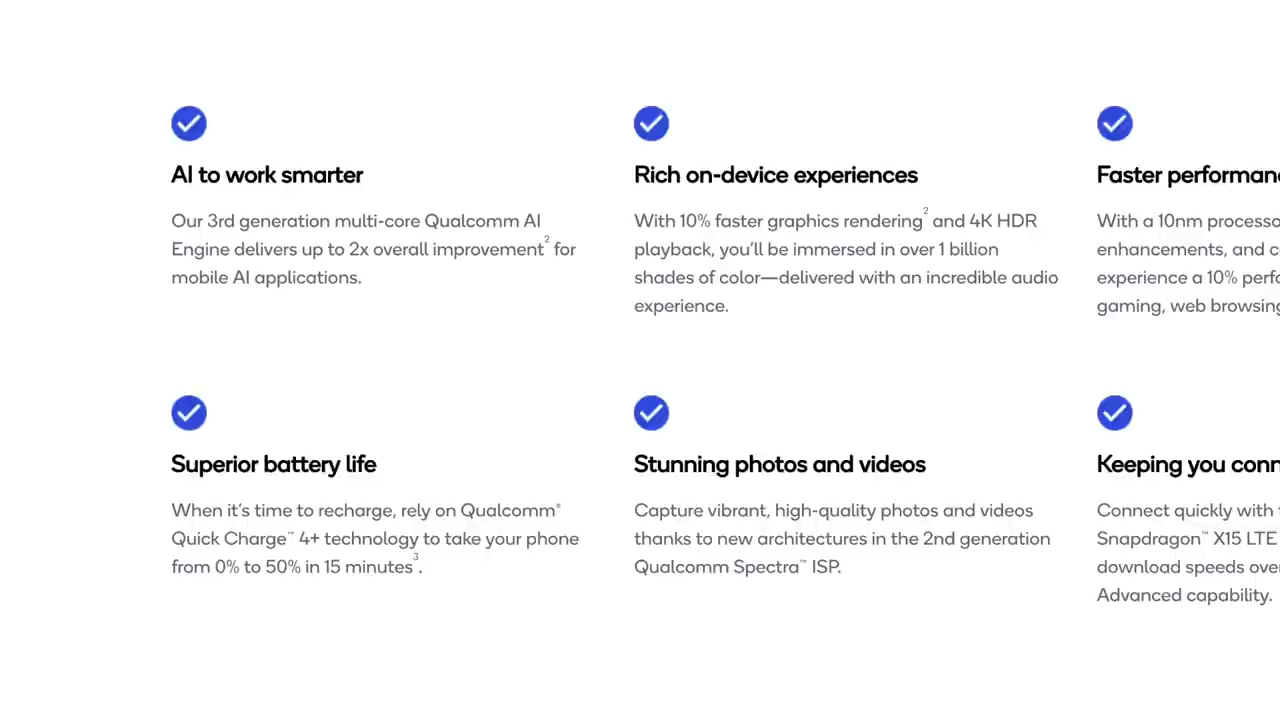 AI to work smarter
Our 3rd generation multi-core Qualcomm AI
Engine delivers up to 2x overall improvement² for
mobile AI applications.
Rich on-device experiences
With 10% faster graphics rendering² and 4K HDR
playback, you’ll be immersed in over 1 billion
shades of color—delivered with an incredible audio
experience.
Faster
With a 10nm
enhancements, and
experience a 10%
gaming, web
Superior battery life
When it’s time to recharge, rely on Qualcomm®
Quick Charge™ 4+ technology to take your phone
from 0% to 50% in 15 minutes³.
Stunning photos and videos
Capture vibrant, high-quality photos and videos
thanks to new architectures in the 2nd generation
Qualcomm Spectra™ ISP.
Keeping you
Connect quickly with
Snapdragon™ X15 LTE
download speeds
Advanced capability.